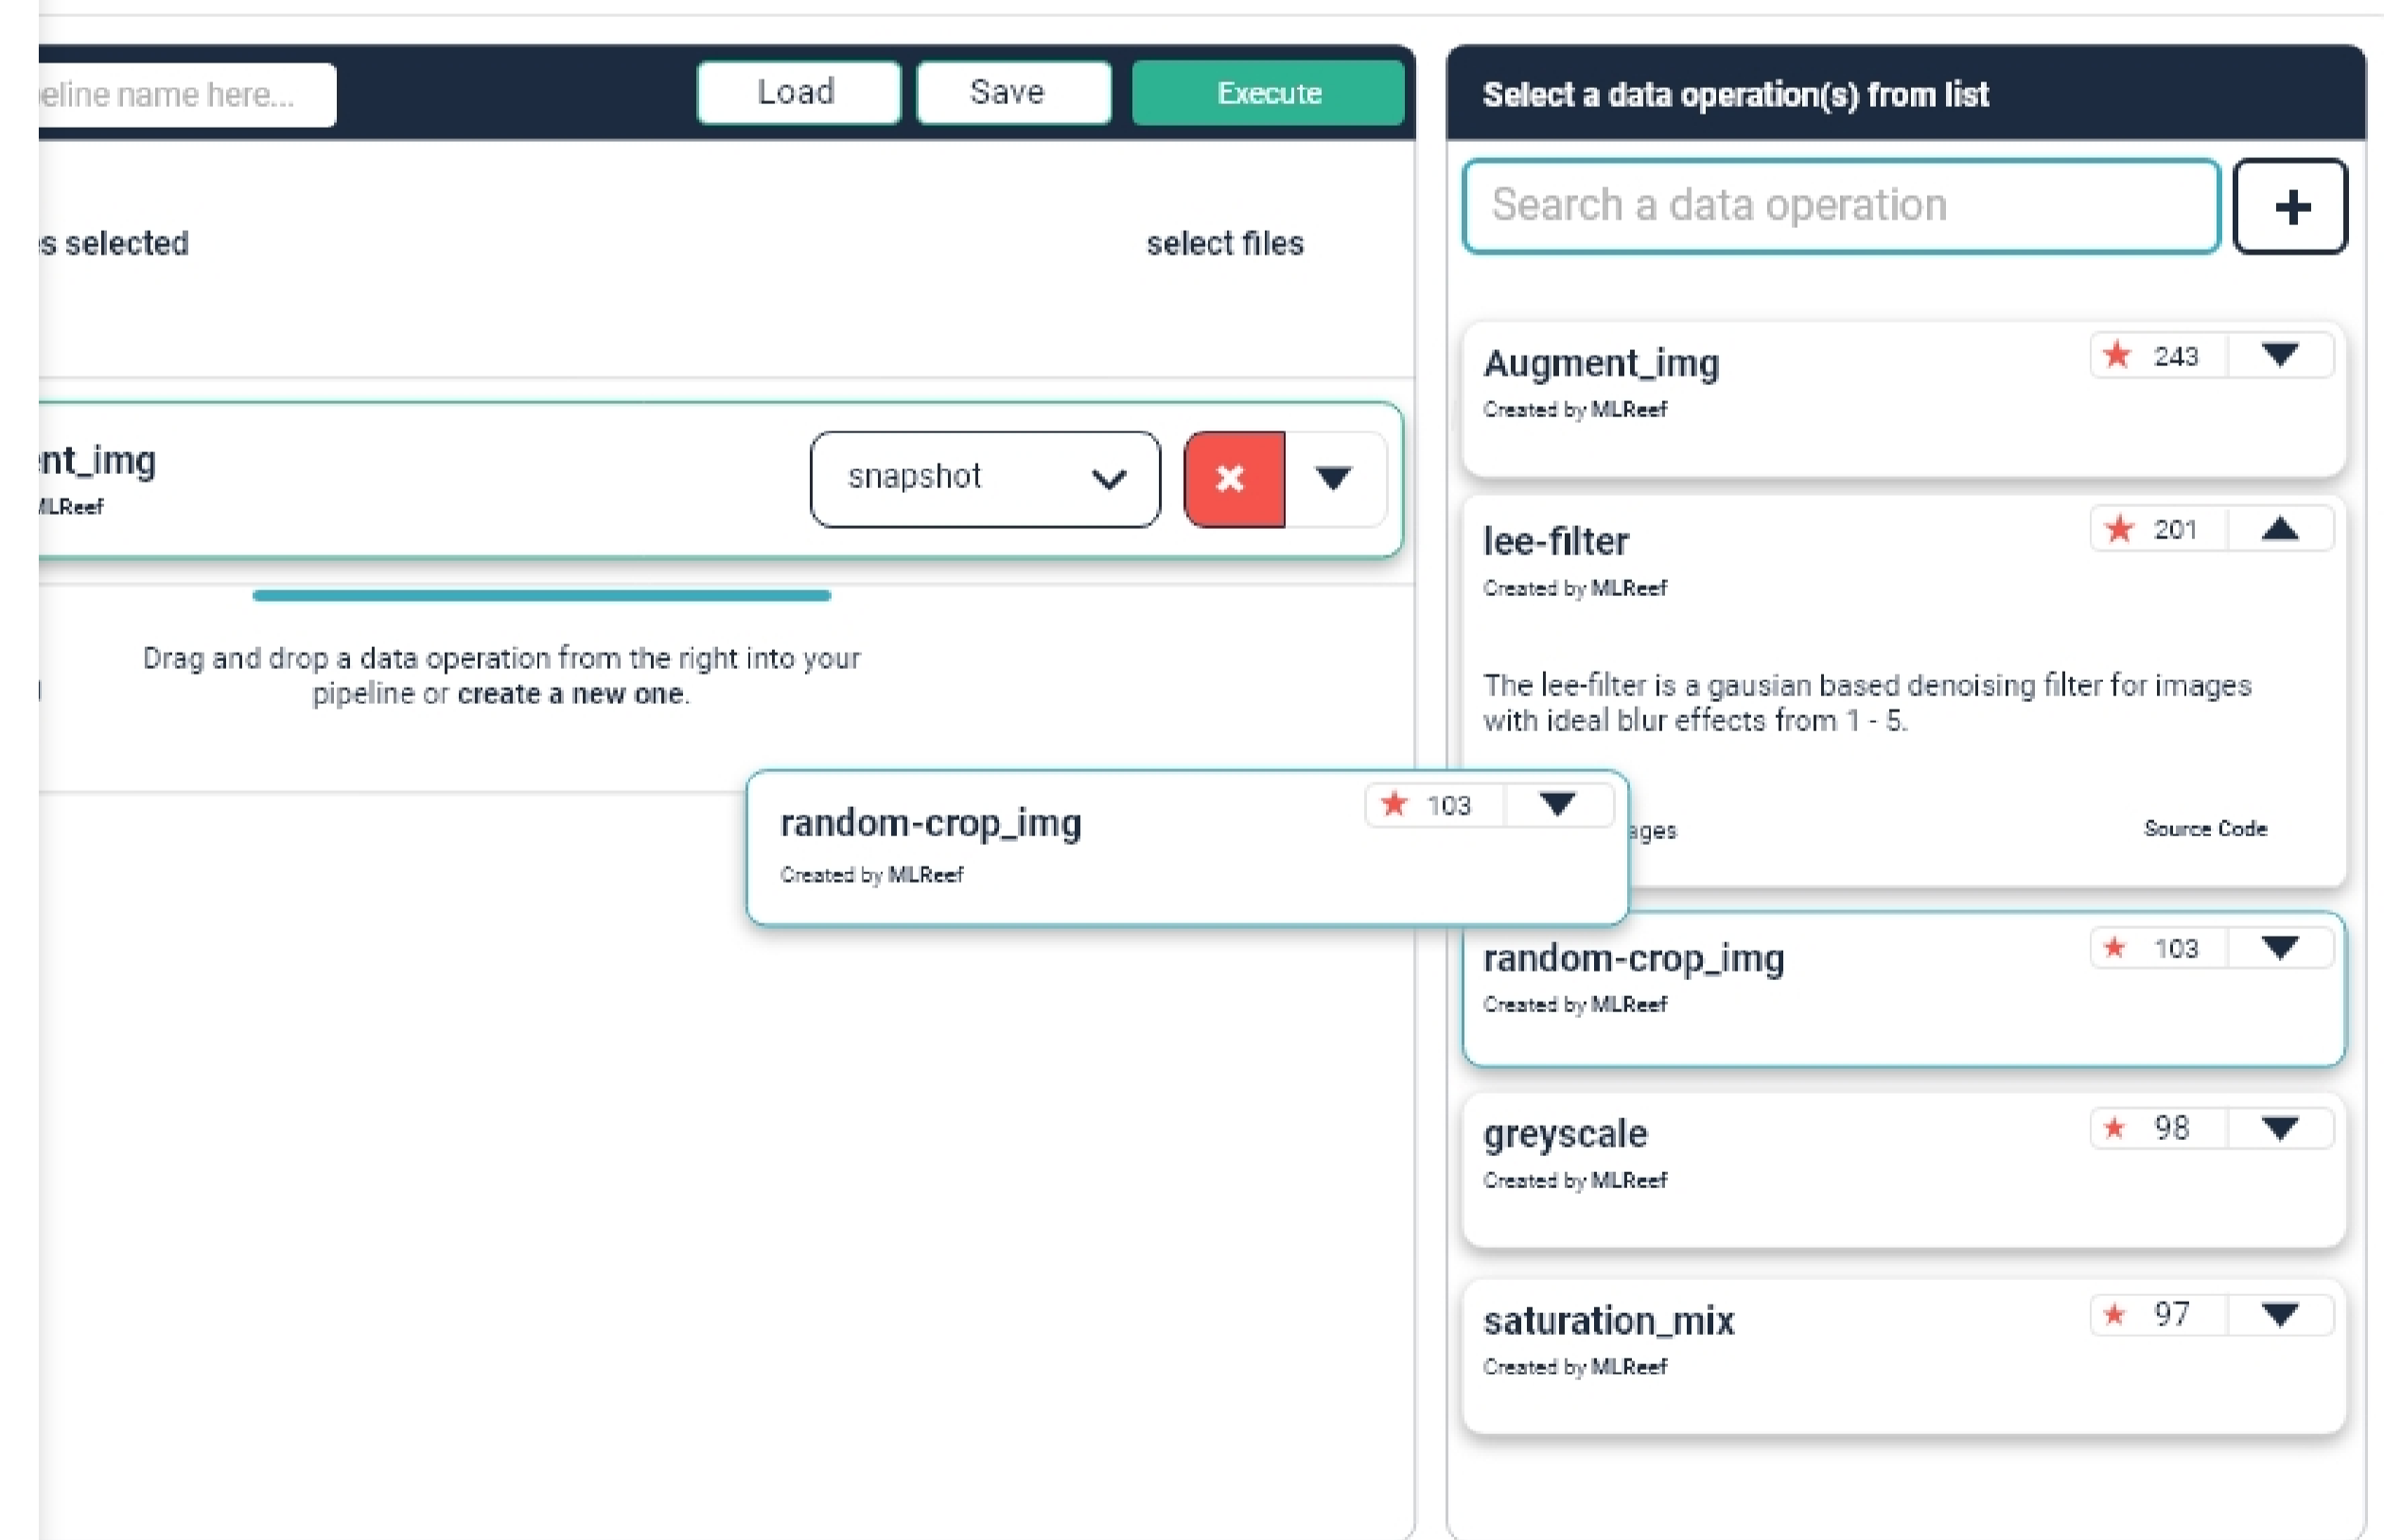 name here...
Load
Save
Execute
selected
select files
snapshot
Drag and drop a data operation from the right into your
pipeline or create a new one.
random-crop_img
103
Created by MLReef
Select a data operation(s) from list
Search a data operation
Augment_img
243
Created by MLReef
lee-filter
201
Created by MLReef
The lee-filter is a gausian based denoising filter for images
with ideal blur effects from 1 - 5.
Source Code
random-crop_img
103
Created by MLReef
greyscale
98
Created by MLReef
saturation_mix
97
Created by MLReef